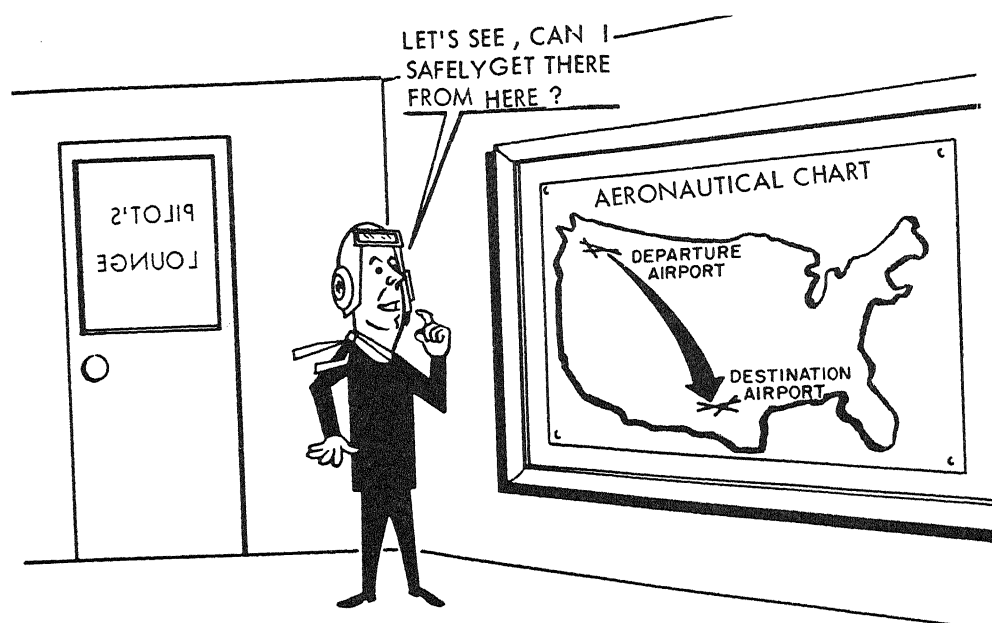 LET'S SEE, CAN I
SAFELYGET THERE
FROM HERE?
PILOT'S
LOUNGE
AERONAUTICAL CHART
DEPARTURE
AIRPORT
DESTINATION
AIRPORT